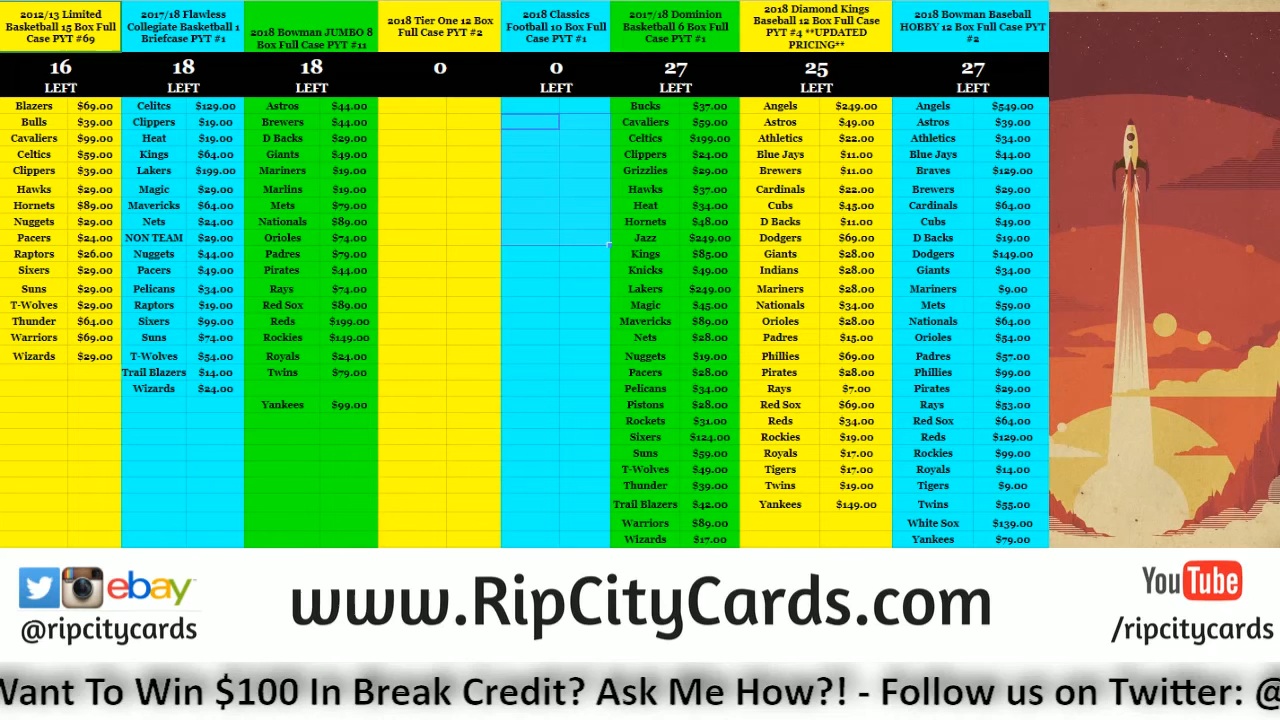 2012/13 Limited
Basketball 15 Box Full
Case PYT #69
16
LEFT
Blazers $69.00
Bulls $39.00
Cavaliers $99.00
Celtics $59.00
Clippers $39.00
Hawks $29.00
Hornets $89.00
Nuggets $29.00
Pacers $24.00
Raptors $26.00
Sixers $29.00
Suns $29.00
T-Wolves $29.00
Thunder $64.00
Warriors $69.00
Wizards $29.00
2017/18 Flawless
Collegiate Basketball 1
Briefcase PYT #1
18
LEFT
Celitcs $129.00
Clippers $19.00
Heat $19.00
Kings $64.00
Lakers $199.00
Magic $29.00
Mavericks $64.00
Nets $24.00
NON TEAM $29.00
Nuggets $44.00
Pacers $49.00
Pelicans $34.00
Raptors $19.00
Sixers $99.00
Suns $74.00
T-Wolves $54.00
Trail Blazers $14.00
Wizards $24.00
2018 Bowman JUMBO 8
Box Full Case PYT #11
18
LEFT
Astros $44.00
Brewers $44.00
D Backs $29.00
Giants $49.00
Mariners $19.00
Marlins $19.00
Mets $79.00
Nationals $89.00
Orioles $74.00
Padres $79.00
Pirates $44.00
Rays $74.00
Red Sox $89.00
Reds $199.00
Rockies $149.00
Royals $24.00
Twins $79.00
Yankees $99.00
2018 Tier One 12 Box
Full Case PYT #2
0
2018 Classics
Football 10 Box Full
Case PYT #1
0
LEFT
2017/18 Dominion
Basketball 6 Box Full
Case PYT #1
27
LEFT
Bucks $37.00
Cavaliers $59.00
Celtics $199.00
Clippers $24.00
Grizzlies $29.00
Hawks $37.00
Heat $34.00
Hornets $48.00
Jazz $249.00
Kings $85.00
Knicks $49.00
Lakers $249.00
Magic $45.00
Mavericks $89.00
Nets $28.00
Nuggets $19.00
Pacers $28.00
Pelicans $34.00
Pistons $28.00
Rockets $31.00
Sixers $124.00
Suns $59.00
T-Wolves $49.00
Thunder $39.00
Trail Blazers $42.00
Warriors $89.00
Wizards $17.00
2018 Diamond Kings
Baseball 12 Box Full Case
PYT #4 **UPDATED
PRICING**
25
LEFT
Angels $249.00
Astros $49.00
Athletics $22.00
Blue Jays $11.00
Brewers $11.00
Cardinals $22.00
Cubs $45.00
D Backs $11.00
Dodgers $69.00
Giants $28.00
Indians $28.00
Mariners $28.00
Nationals $34.00
Orioles $28.00
Padres $15.00
Phillies $69.00
Pirates $28.00
Rays $7.00
Red Sox $69.00
Reds $34.00
Rockies $19.00
Royals $17.00
Tigers $17.00
Twins $19.00
Yankees $149.00
2018 Bowman Baseball
HOBBY 12 Box Full Case PYT
#2
27
LEFT
Angels $549.00
Astros $39.00
Athletics $34.00
Blue Jays $44.00
Braves $129.00
Brewers $29.00
Cardinals $64.00
Cubs $49.00
D Backs $19.00
Dodgers $149.00
Giants $34.00
Mariners $9.00
Mets $59.00
Nationals $64.00
Orioles $54.00
Padres $57.00
Phillies $99.00
Pirates $29.00
Rays $53.00
Red Sox $64.00
Reds $129.00
Rockies $99.00
Royals $14.00
Tigers $9.00
Twins $55.00
White Sox $139.00
Yankees $79.00
ebay
@ripcitycards
www.RipCityCards.com
YouTube
/ripcitycards
Want To Win $100 In Break Credit? Ask Me How?! - Follow us on Twitter: @